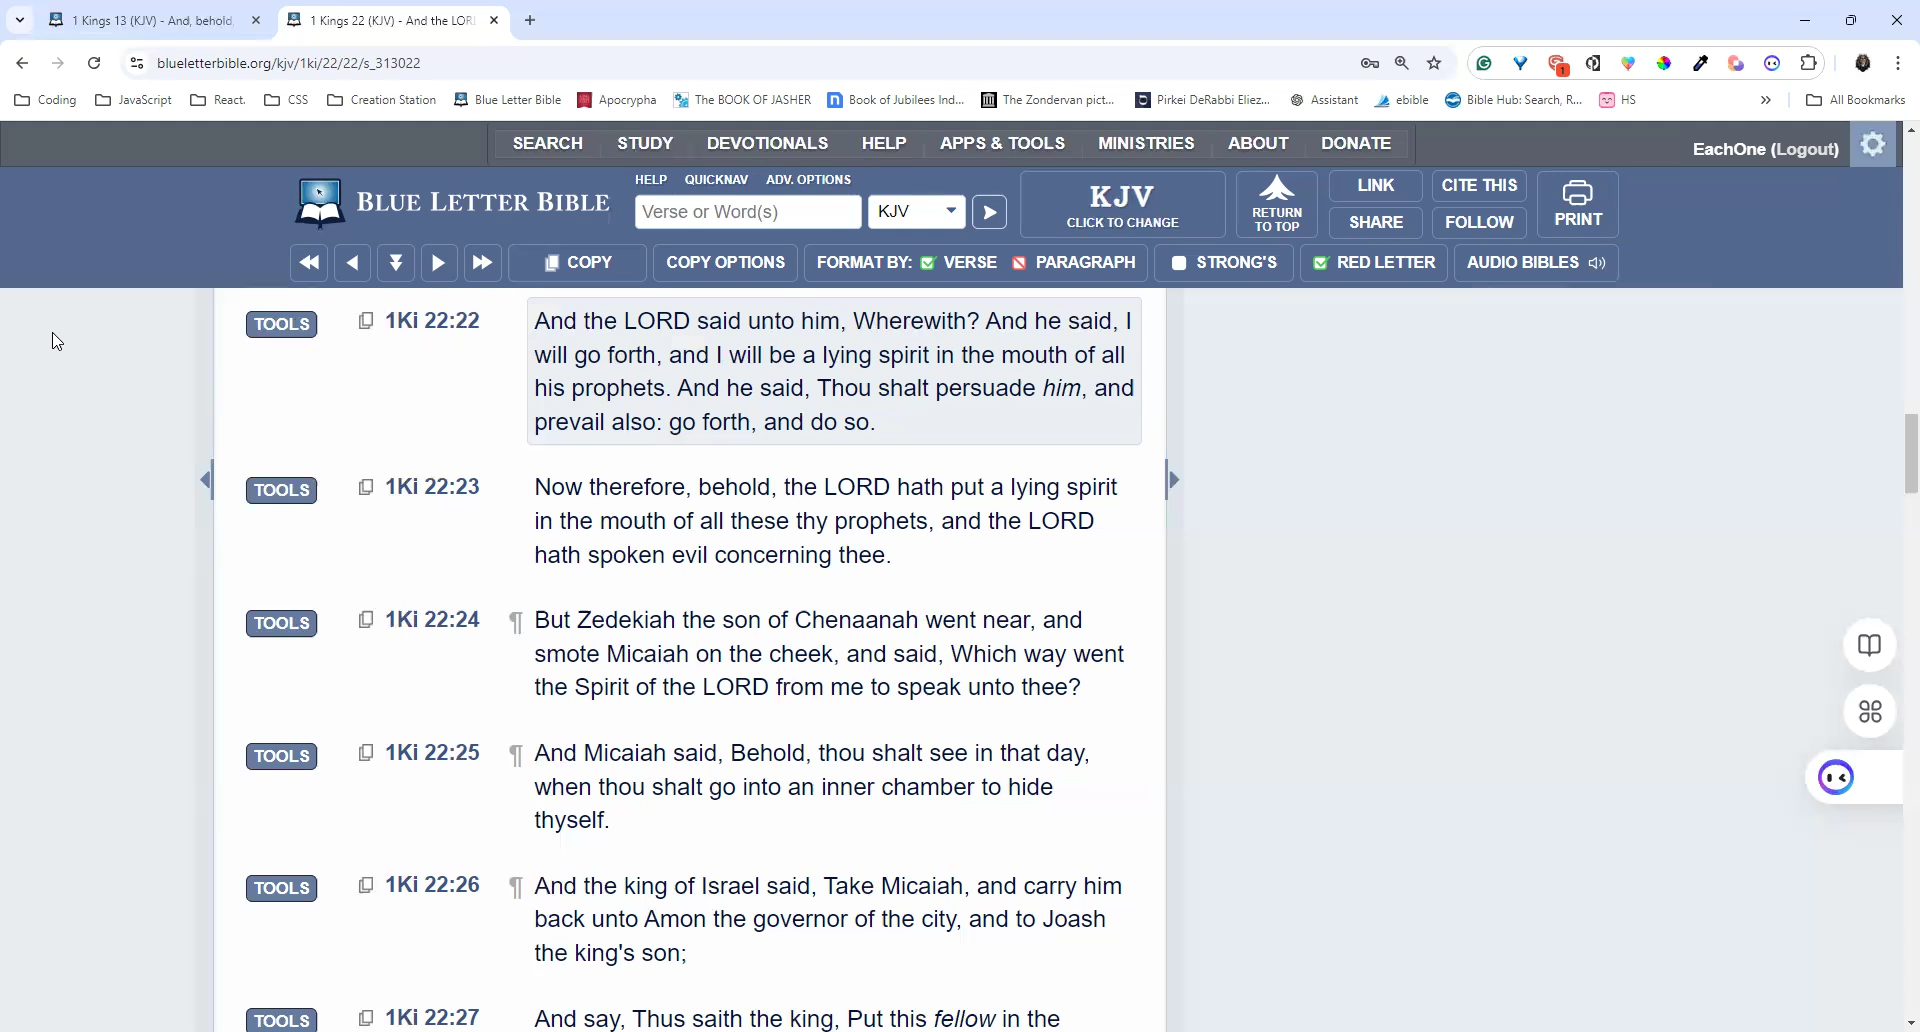 1 Kings 13 (KJV) - And, behold,
1 Kings 22 (KJV) - And the LOR
blueletterbible.org/kjv/1ki/22/22/s_313022
1
Coding
JavaScript
React.
CSS
Creation Station
Blue Letter Bible
Apocrypha
The BOOK OF JASHER
Book of Jubilees Ind...
The Zondervan pict...
Pirkei DeRabbi Eliez...
Assistant
ebible
Bible Hub: Search, R...
HS
All Bookmarks
SEARCH STUDY DEVOTIONALS HELP APPS & TOOLS MINISTRIES ABOUT DONATE
EachOne (Logout)
BLUE LETTER BIBLE
HELP QUICKNAV ADV. OPTIONS
Verse or Word(s)
KJV
KJV
CLICK TO CHANGE
RETURN
TO TOP
LINK
CITE THIS
SHARE
FOLLOW
PRINT
COPY
COPY OPTIONS
FORMAT BY: VERSE PARAGRAPH
STRONG'S
RED LETTER
AUDIO BIBLES
TOOLS 1Ki 22:22 And the LORD said unto him, Wherewith? And he said, I
will go forth, and I will be a lying spirit in the mouth of all
his prophets. And he said, Thou shalt persuade him, and
prevail also: go forth, and do so.
TOOLS 1Ki 22:23 Now therefore, behold, the LORD hath put a lying spirit
in the mouth of all these thy prophets, and the LORD
hath spoken evil concerning thee.
TOOLS 1Ki 22:24 ¶ But Zedekiah the son of Chenaanah went near, and
smote Micaiah on the cheek, and said, Which way went
the Spirit of the LORD from me to speak unto thee?
TOOLS 1Ki 22:25 ¶ And Micaiah said, Behold, thou shalt see in that day,
when thou shalt go into an inner chamber to hide
thyself.
TOOLS 1Ki 22:26 ¶ And the king of Israel said, Take Micaiah, and carry him
back unto Amon the governor of the city, and to Joash
the king's son;
TOOLS 1Ki 22:27 And say, Thus saith the king, Put this fellow in the